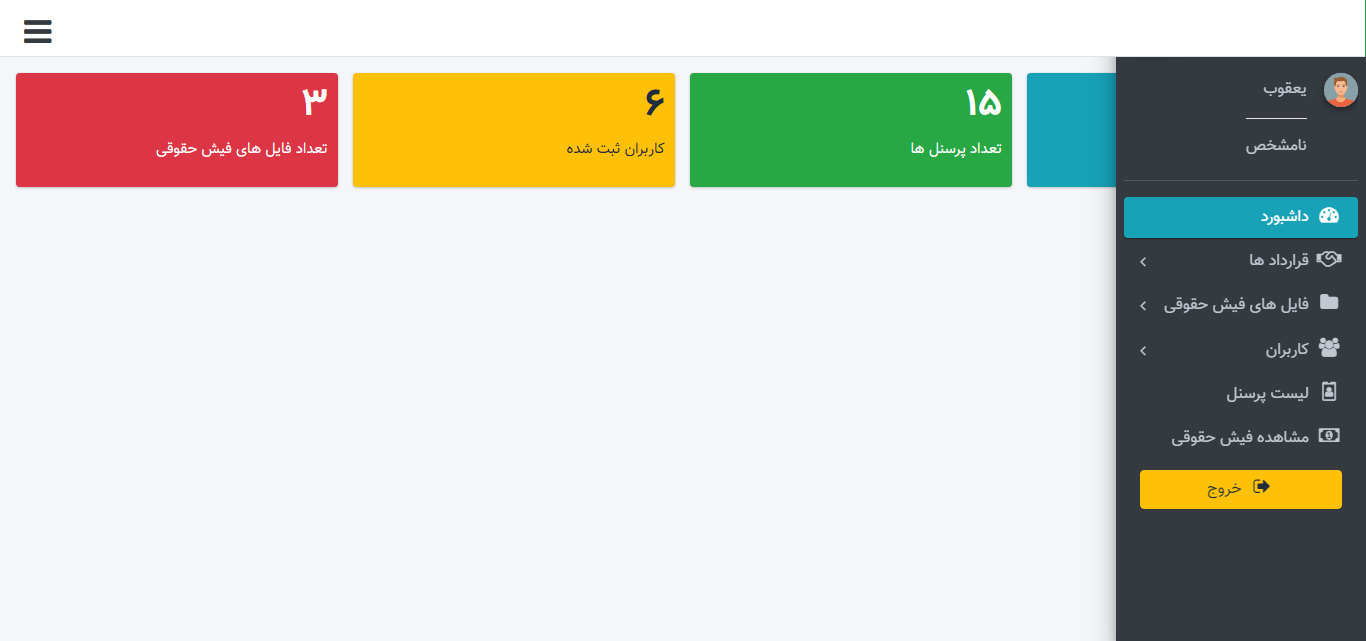 یعقوب
نامشخص
داشبورد
قرارداد ها
فایل های فیش حقوقی
کاربران
لیست پرسنل
مشاهده فیش حقوقی
خروج
۱۵
تعداد پرسنل ها
۶
کاربران ثبت شده
۳
تعداد فایل های فیش حقوقی